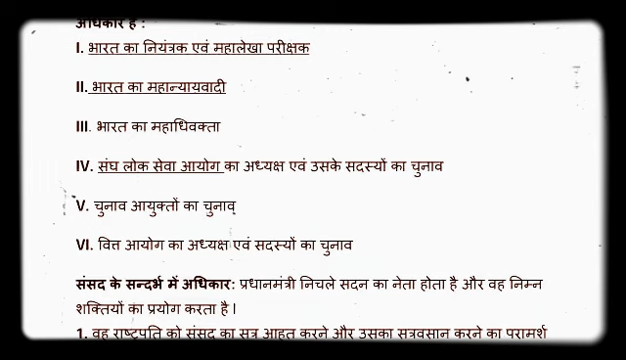 अधिकार है :
I. भारत का नियंत्रक एवं महालेखा परीक्षक
II. भारत का महान्यायवादी
III. भारत का महाधिवक्ता
IV. संघ लोक सेवा आयोग का अध्यक्ष एवं उसके सदस्यों का चुनाव
V. चुनाव आयुक्तों का चुनाव्
VI. वित्त आयोग का अध्यक्ष एवं सदस्यों का चुनाव
संसद के सन्दर्भ में अधिकार: प्रधानमंत्री निचले सदन का नेता होता है और वह निम्न
शक्तियों का प्रयोग करता है ।
1. वह राष्ट्रपति को संसद का सत्र आहूत करने और उसका सत्रवसान करने का परामर्श